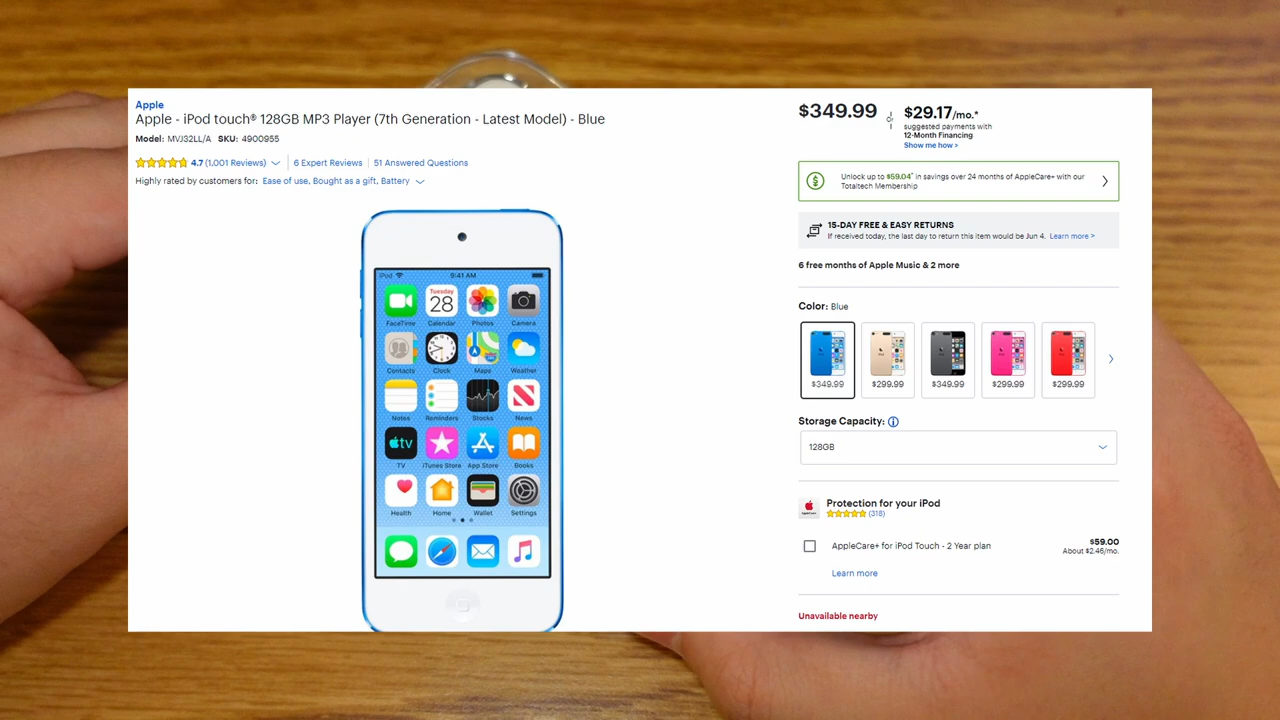 Apple
Apple - iPod touch® 128GB MP3 Player (7th Generation - Latest Model) - Blue
Model: MVJ32LL/A SKU: 4900955
4.7 (1,001 Reviews) 6 Expert Reviews 51 Answered Questions
Highly rated by customers for: Ease of use, Bought as a gift, Battery
iPod 9:41 AM
Tuesday
28
FaceTime Calendar Photos Camera
Contacts Clock Maps Weather
Notes Reminders Stocks News
tv
TV iTunes Store App Store Books
Health Home Wallet Settings
$349.99 or $29.17/mo.*
suggested payments with
12-Month Financing
Show me how >
Unlock up to $59.04* in savings over 24 months of AppleCare+ with our
Totaltech Membership
15-DAY FREE & EASY RETURNS
If received today, the last day to return this item would be Jun 4. Learn more >
6 free months of Apple Music & 2 more
Color: Blue
$349.99 $299.99 $349.99 $299.99 $299.99
Storage Capacity:
128GB
Protection for your iPod
(318)
AppleCare+ for iPod Touch - 2 Year plan
$59.00
About $2.46/mo.
Learn more
Unavailable nearby